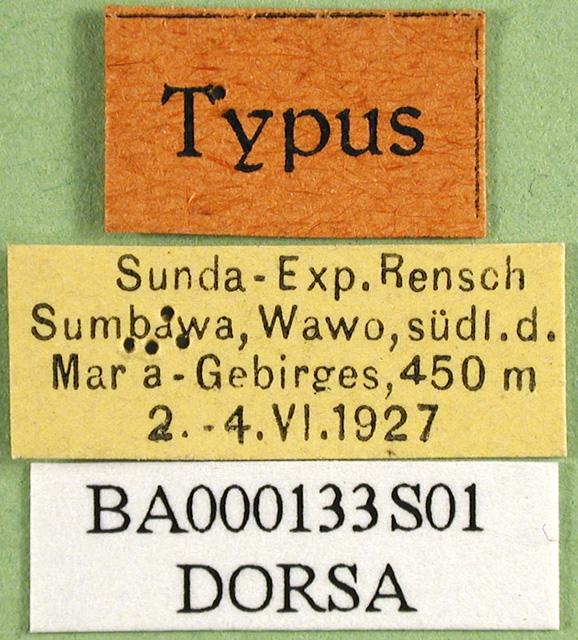 Typus
Sunda-Exp. Rensch
Sumbawa, Wawo, südl. d.
Mar a-Gebirges, 450 m
2.-4.VI.1927
BA000133S01
DORSA